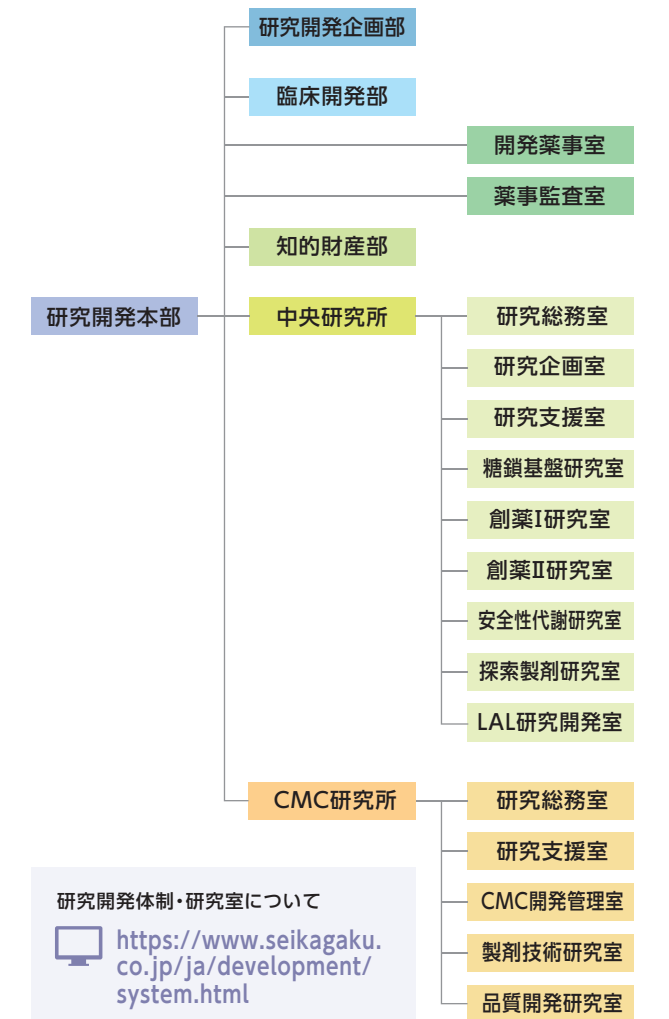 研究開発企画部
臨床開発部
開発薬事室
薬事監査室
知的財産部
研究開発本部
中央研究所
研究総務室
研究企画室
研究支援室
糖鎖基盤研究室
創薬Ⅰ研究室
創薬Ⅱ研究室
安全性代謝研究室
探索製剤研究室
LAL研究開発室
CMC研究所
研究総務室
研究支援室
CMC開発管理室
製剤技術研究室
品質開発研究室
研究開発体制・研究室について
https://www.seikagaku.
co.jp/ja/development/
system.html